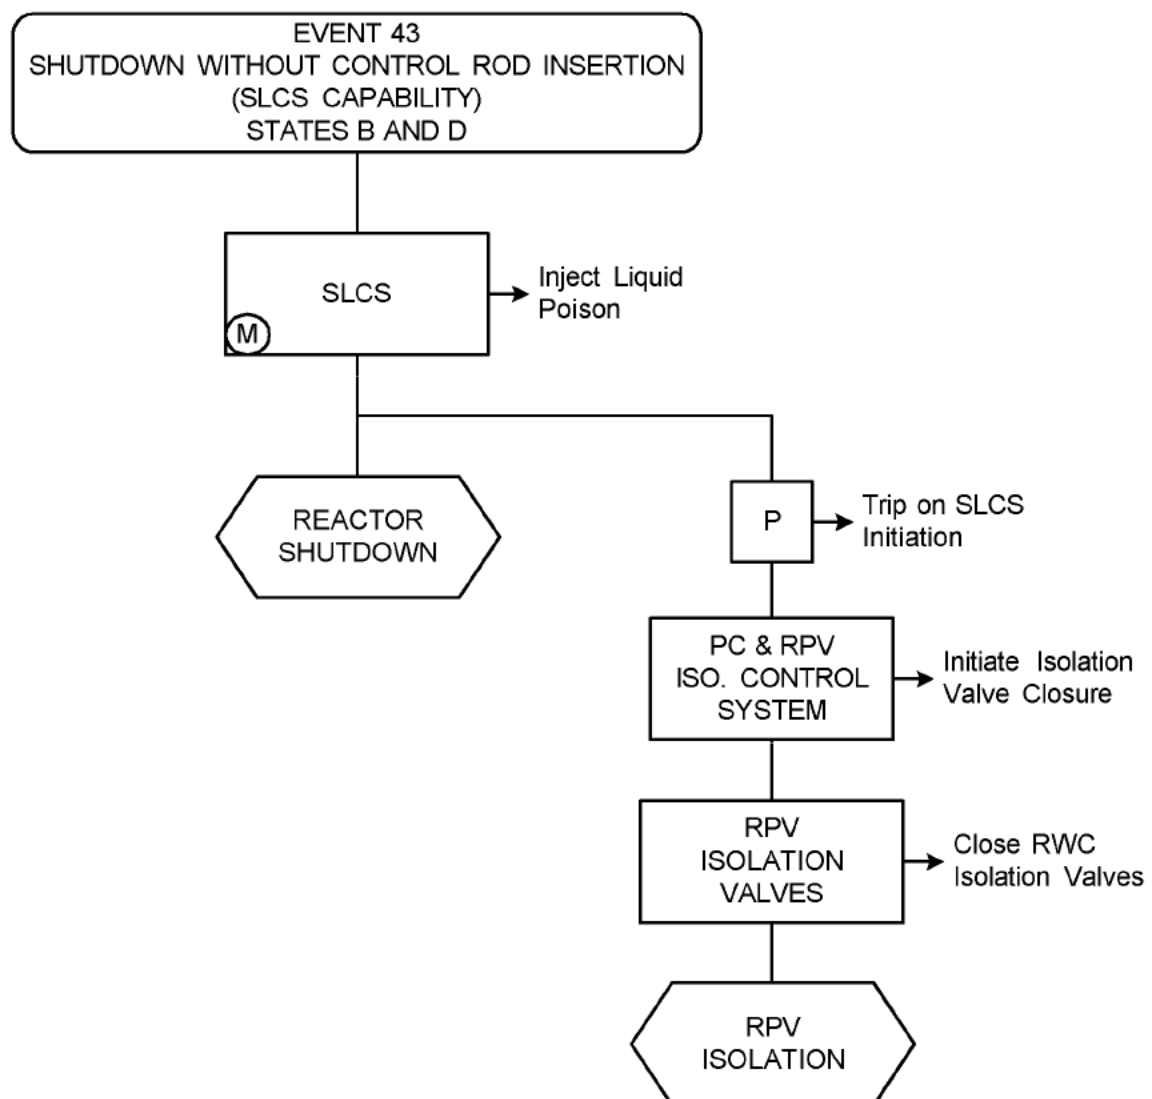 EVENT 43
SHUTDOWN WITHOUT CONTROL ROD INSERTION
(SLCS CAPABILITY)
STATES B AND D
SLCS
M
Inject Liquid
Poison
REACTOR
SHUTDOWN
P
Trip on SLCS
Initiation
PC & RPV
ISO. CONTROL
SYSTEM
Initiate Isolation
Valve Closure
RPV
ISOLATION
VALVES
Close RWC
Isolation Valves
RPV
ISOLATION